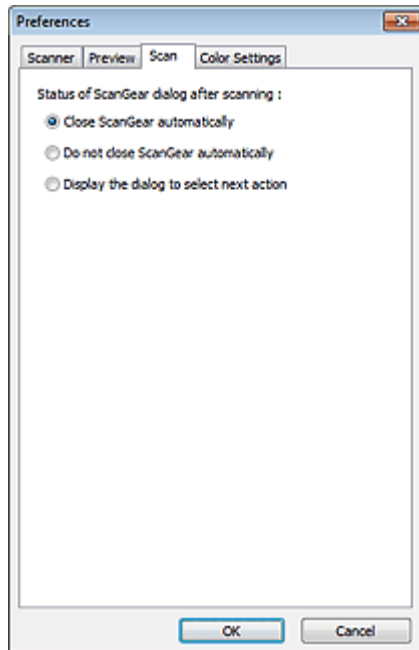 Preferences
Scanner Preview Scan Color Settings
Status of ScanGear dialog after scanning :
Close ScanGear automatically
Do not close ScanGear automatically
Display the dialog to select next action
OK Cancel